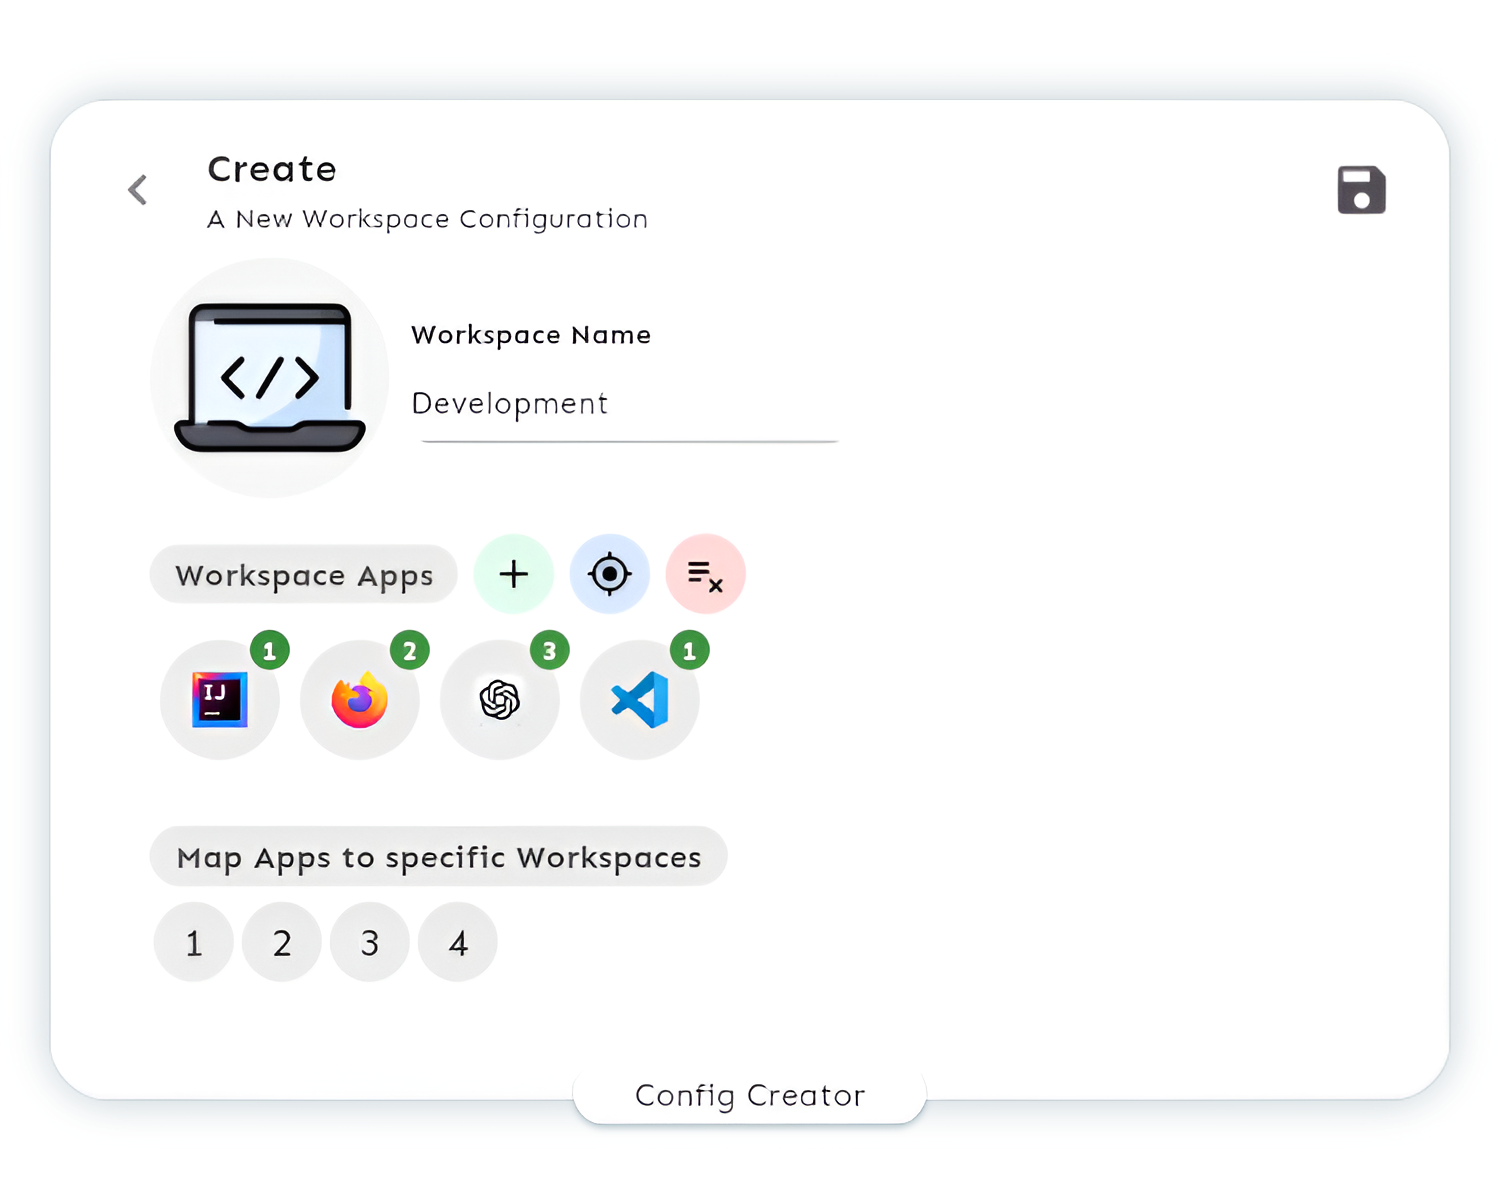 Create
A New Workspace Configuration
</>
Workspace Name
Development
Workspace Apps
1 2 3 1
IJ
Map Apps to specific Workspaces
1 2 3 4
Config Creator